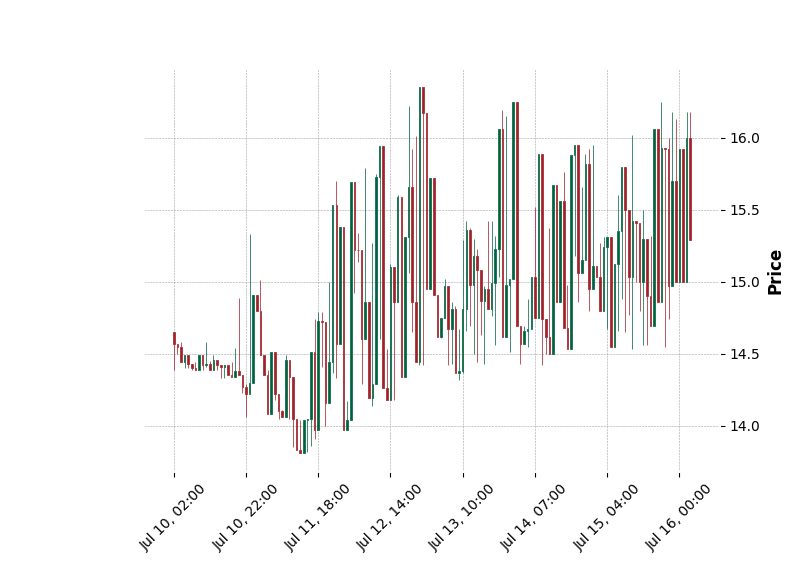 16.0
15.5
15.0
14.5
14.0
Price
Jul 10, 02:00
Jul 10, 22:00
Jul 11, 18:00
Jul 12, 14:00
Jul 13, 10:00
Jul 14, 07:00
Jul 15, 04:00
Jul 16, 00:00